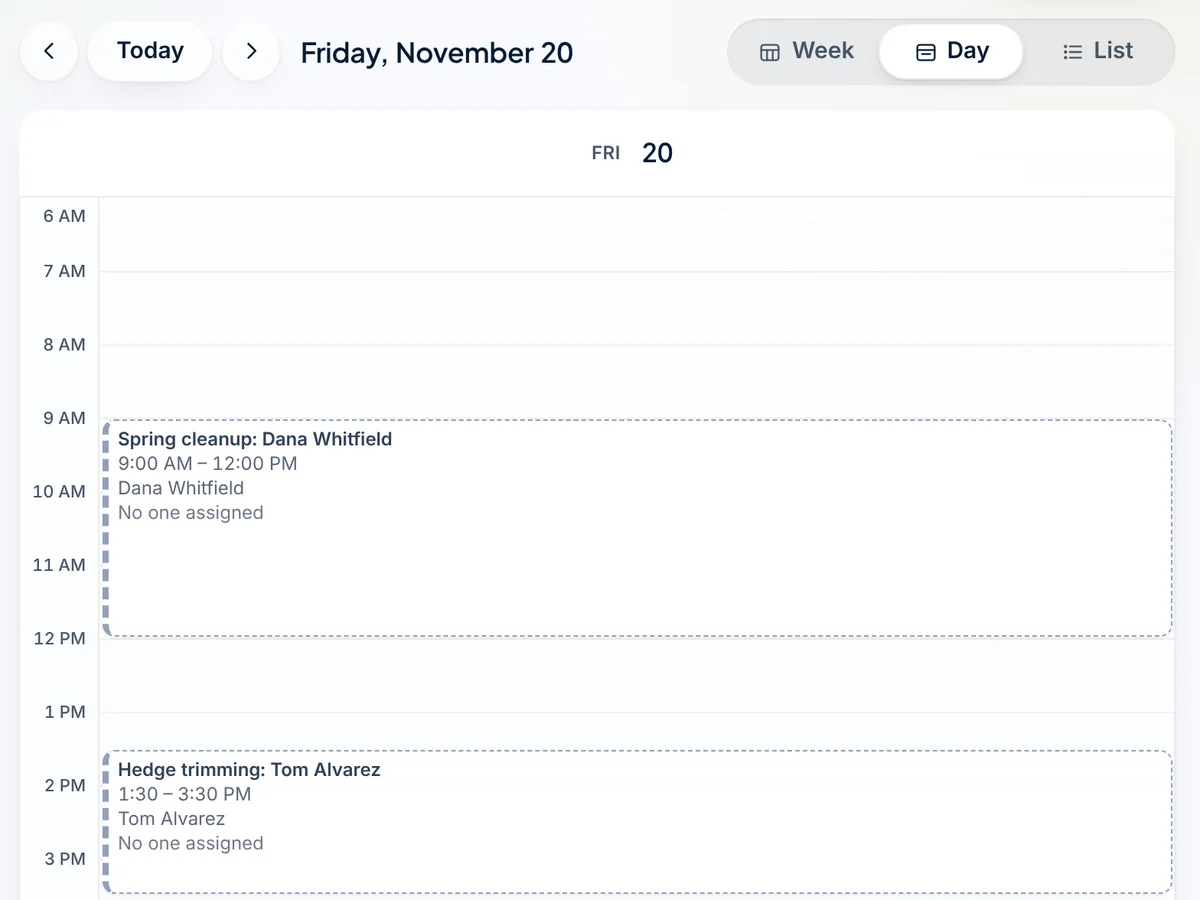 Today
Friday, November 20
Week
Day
List
FRI 20
6 AM
7 AM
8 AM
9 AM
Spring cleanup: Dana Whitfield
9:00 AM – 12:00 PM
Dana Whitfield
10 AM
No one assigned
11 AM
12 PM
1 PM
Hedge trimming: Tom Alvarez
2 PM
1:30 – 3:30 PM
Tom Alvarez
No one assigned
3 PM